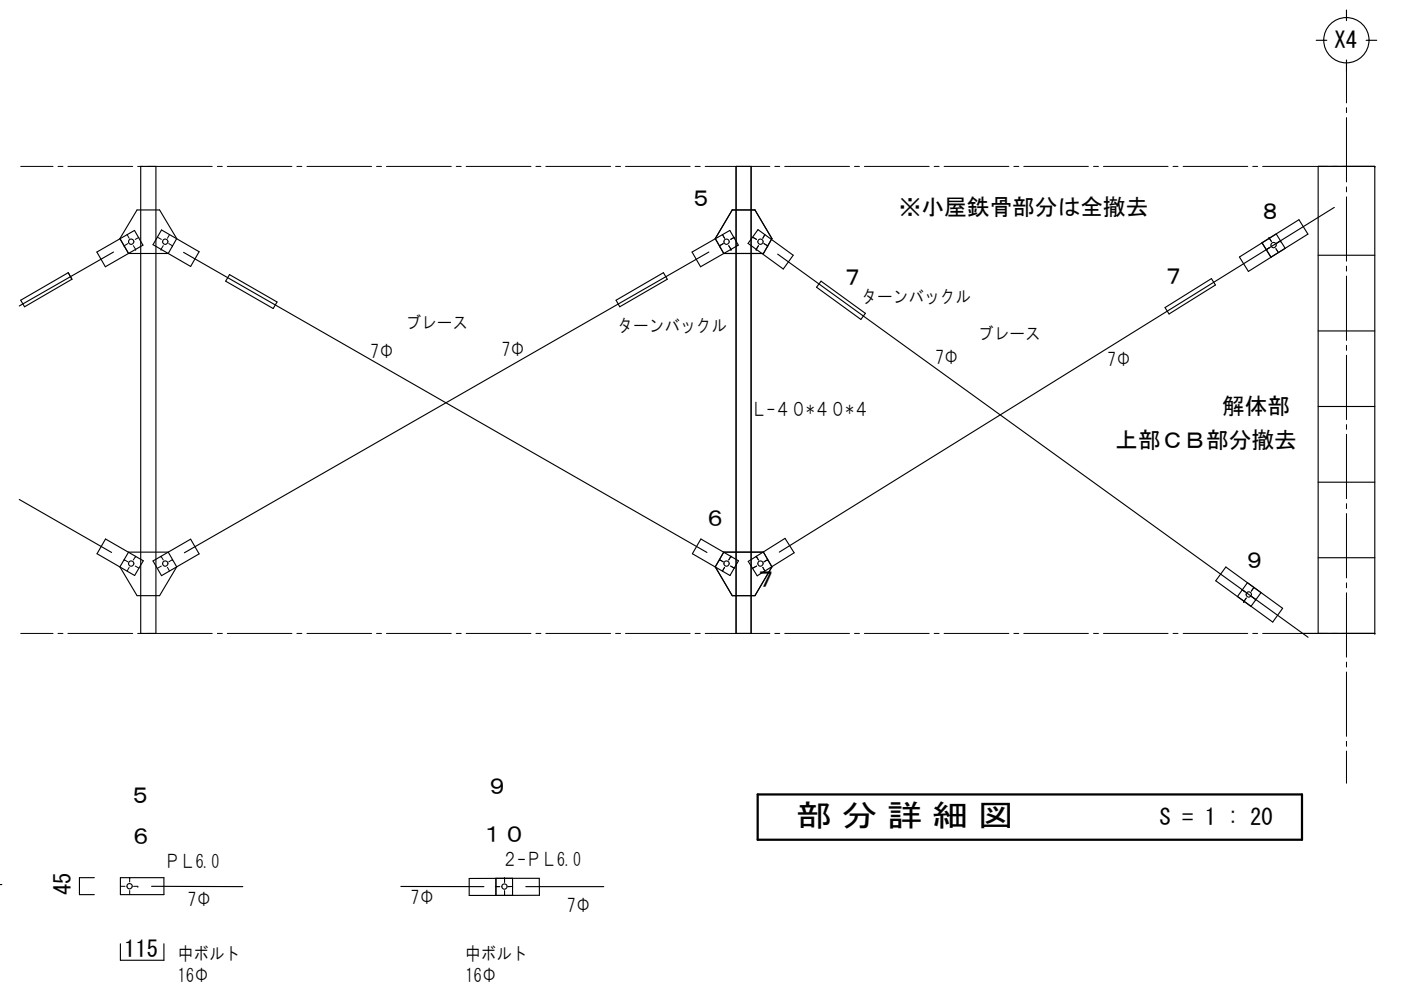 X4
5
※小屋鉄骨部分は全撤去
8
7
ターンバックル
7
ブレース
ターンバックル
ブレース
7Φ
7Φ
7Φ
7Φ
L-40*40*4
解体部
上部CB部分撤去
6
7
9
5
6
PL6.0
45
7Φ
115
中ボルト
16Φ
9
10
2-PL6.0
7Φ
7Φ
中ボルト
16Φ
部分詳細図 S = 1 : 20